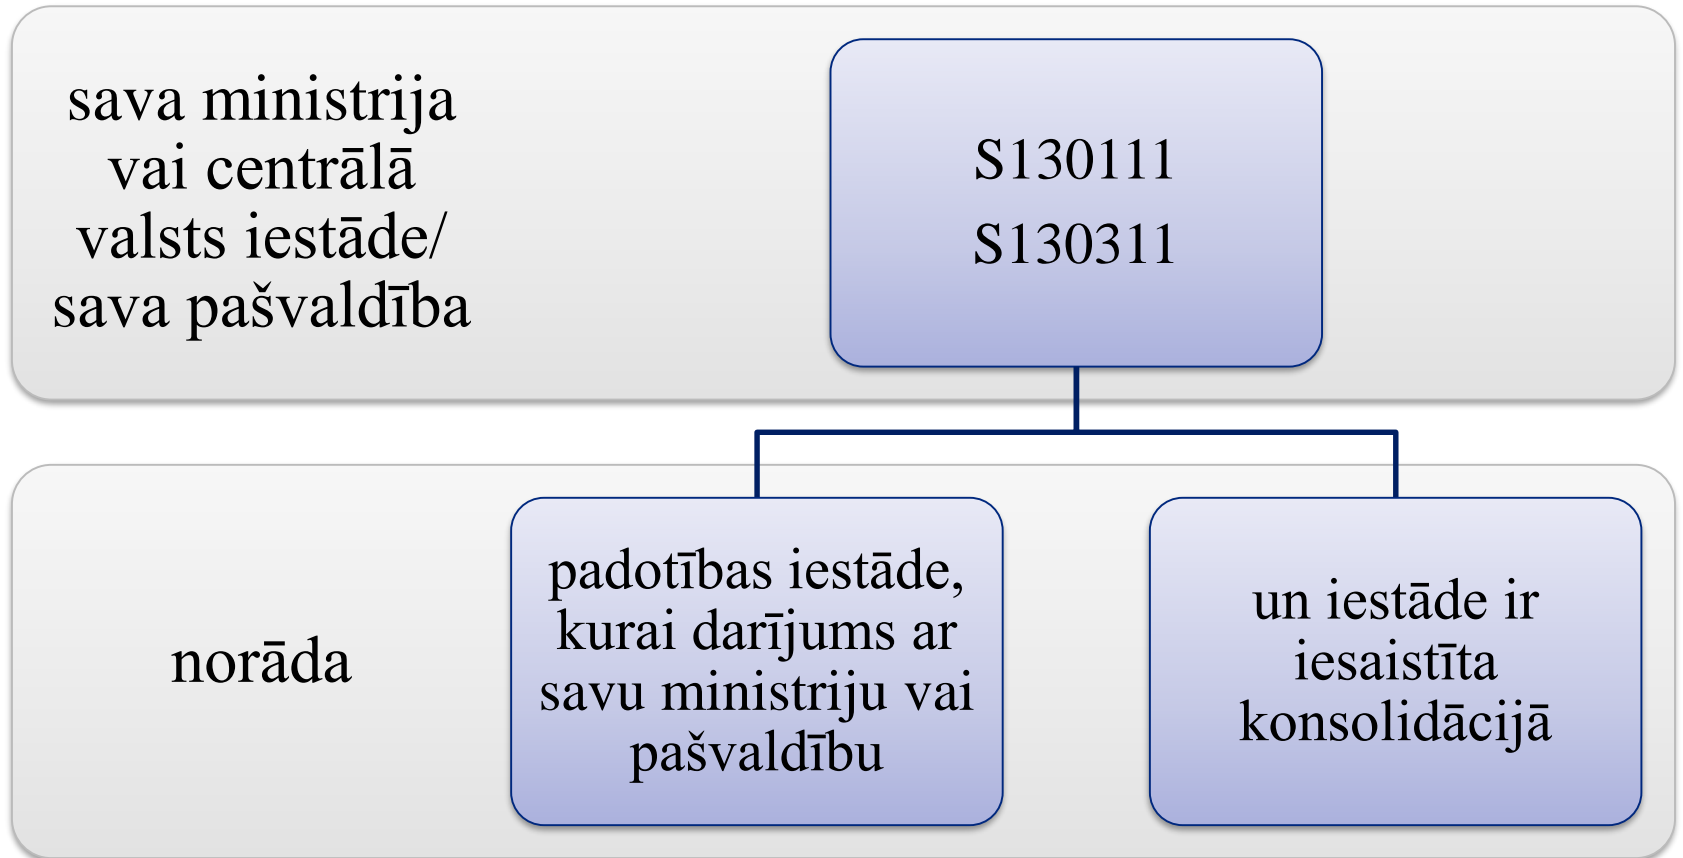 sava ministrija
vai centrālā
valsts iestāde/
sava pašvaldība
S130111
S130311
norāda
padotības iestāde,
kurai darījums ar
savu ministriju vai
pašvaldību
un iestāde ir
iesaistīta
konsolidācijā